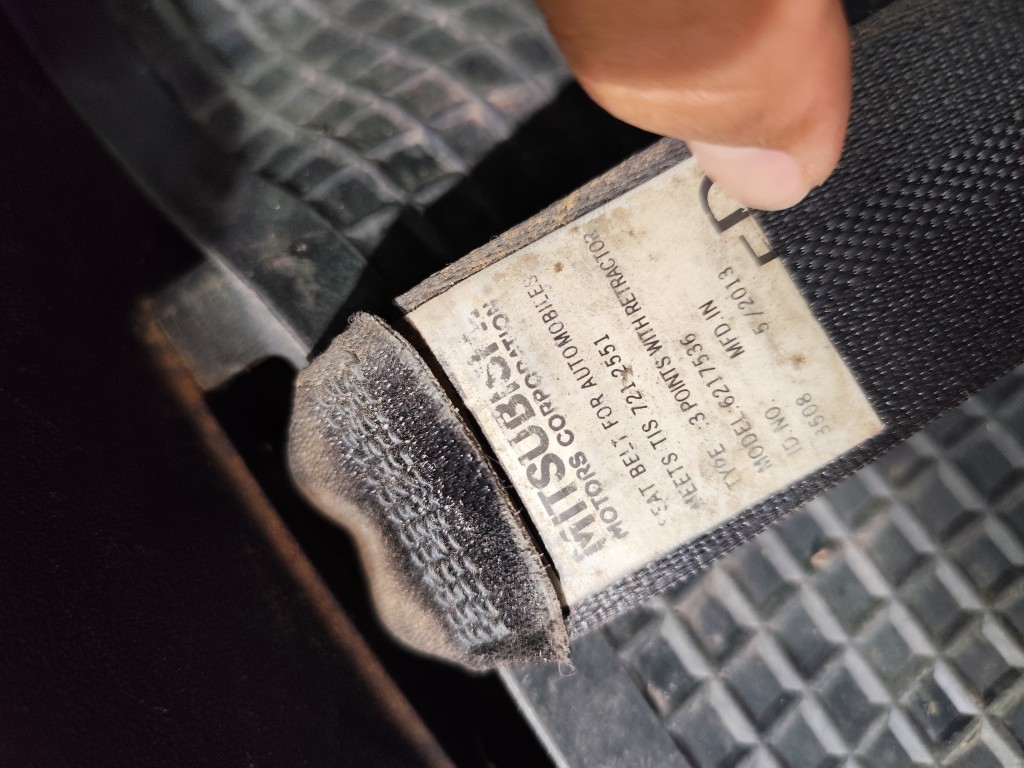 MITSUBISHI
MOTORS CORPORATION
SEAT BELT FOR AUTOMOBILES
MEETS TIS 721-2551
TYPE : 3 POINTS WITH RETRACTOR
MODEL: 6217536
ID NO. MFD.IN
3508 5/2013